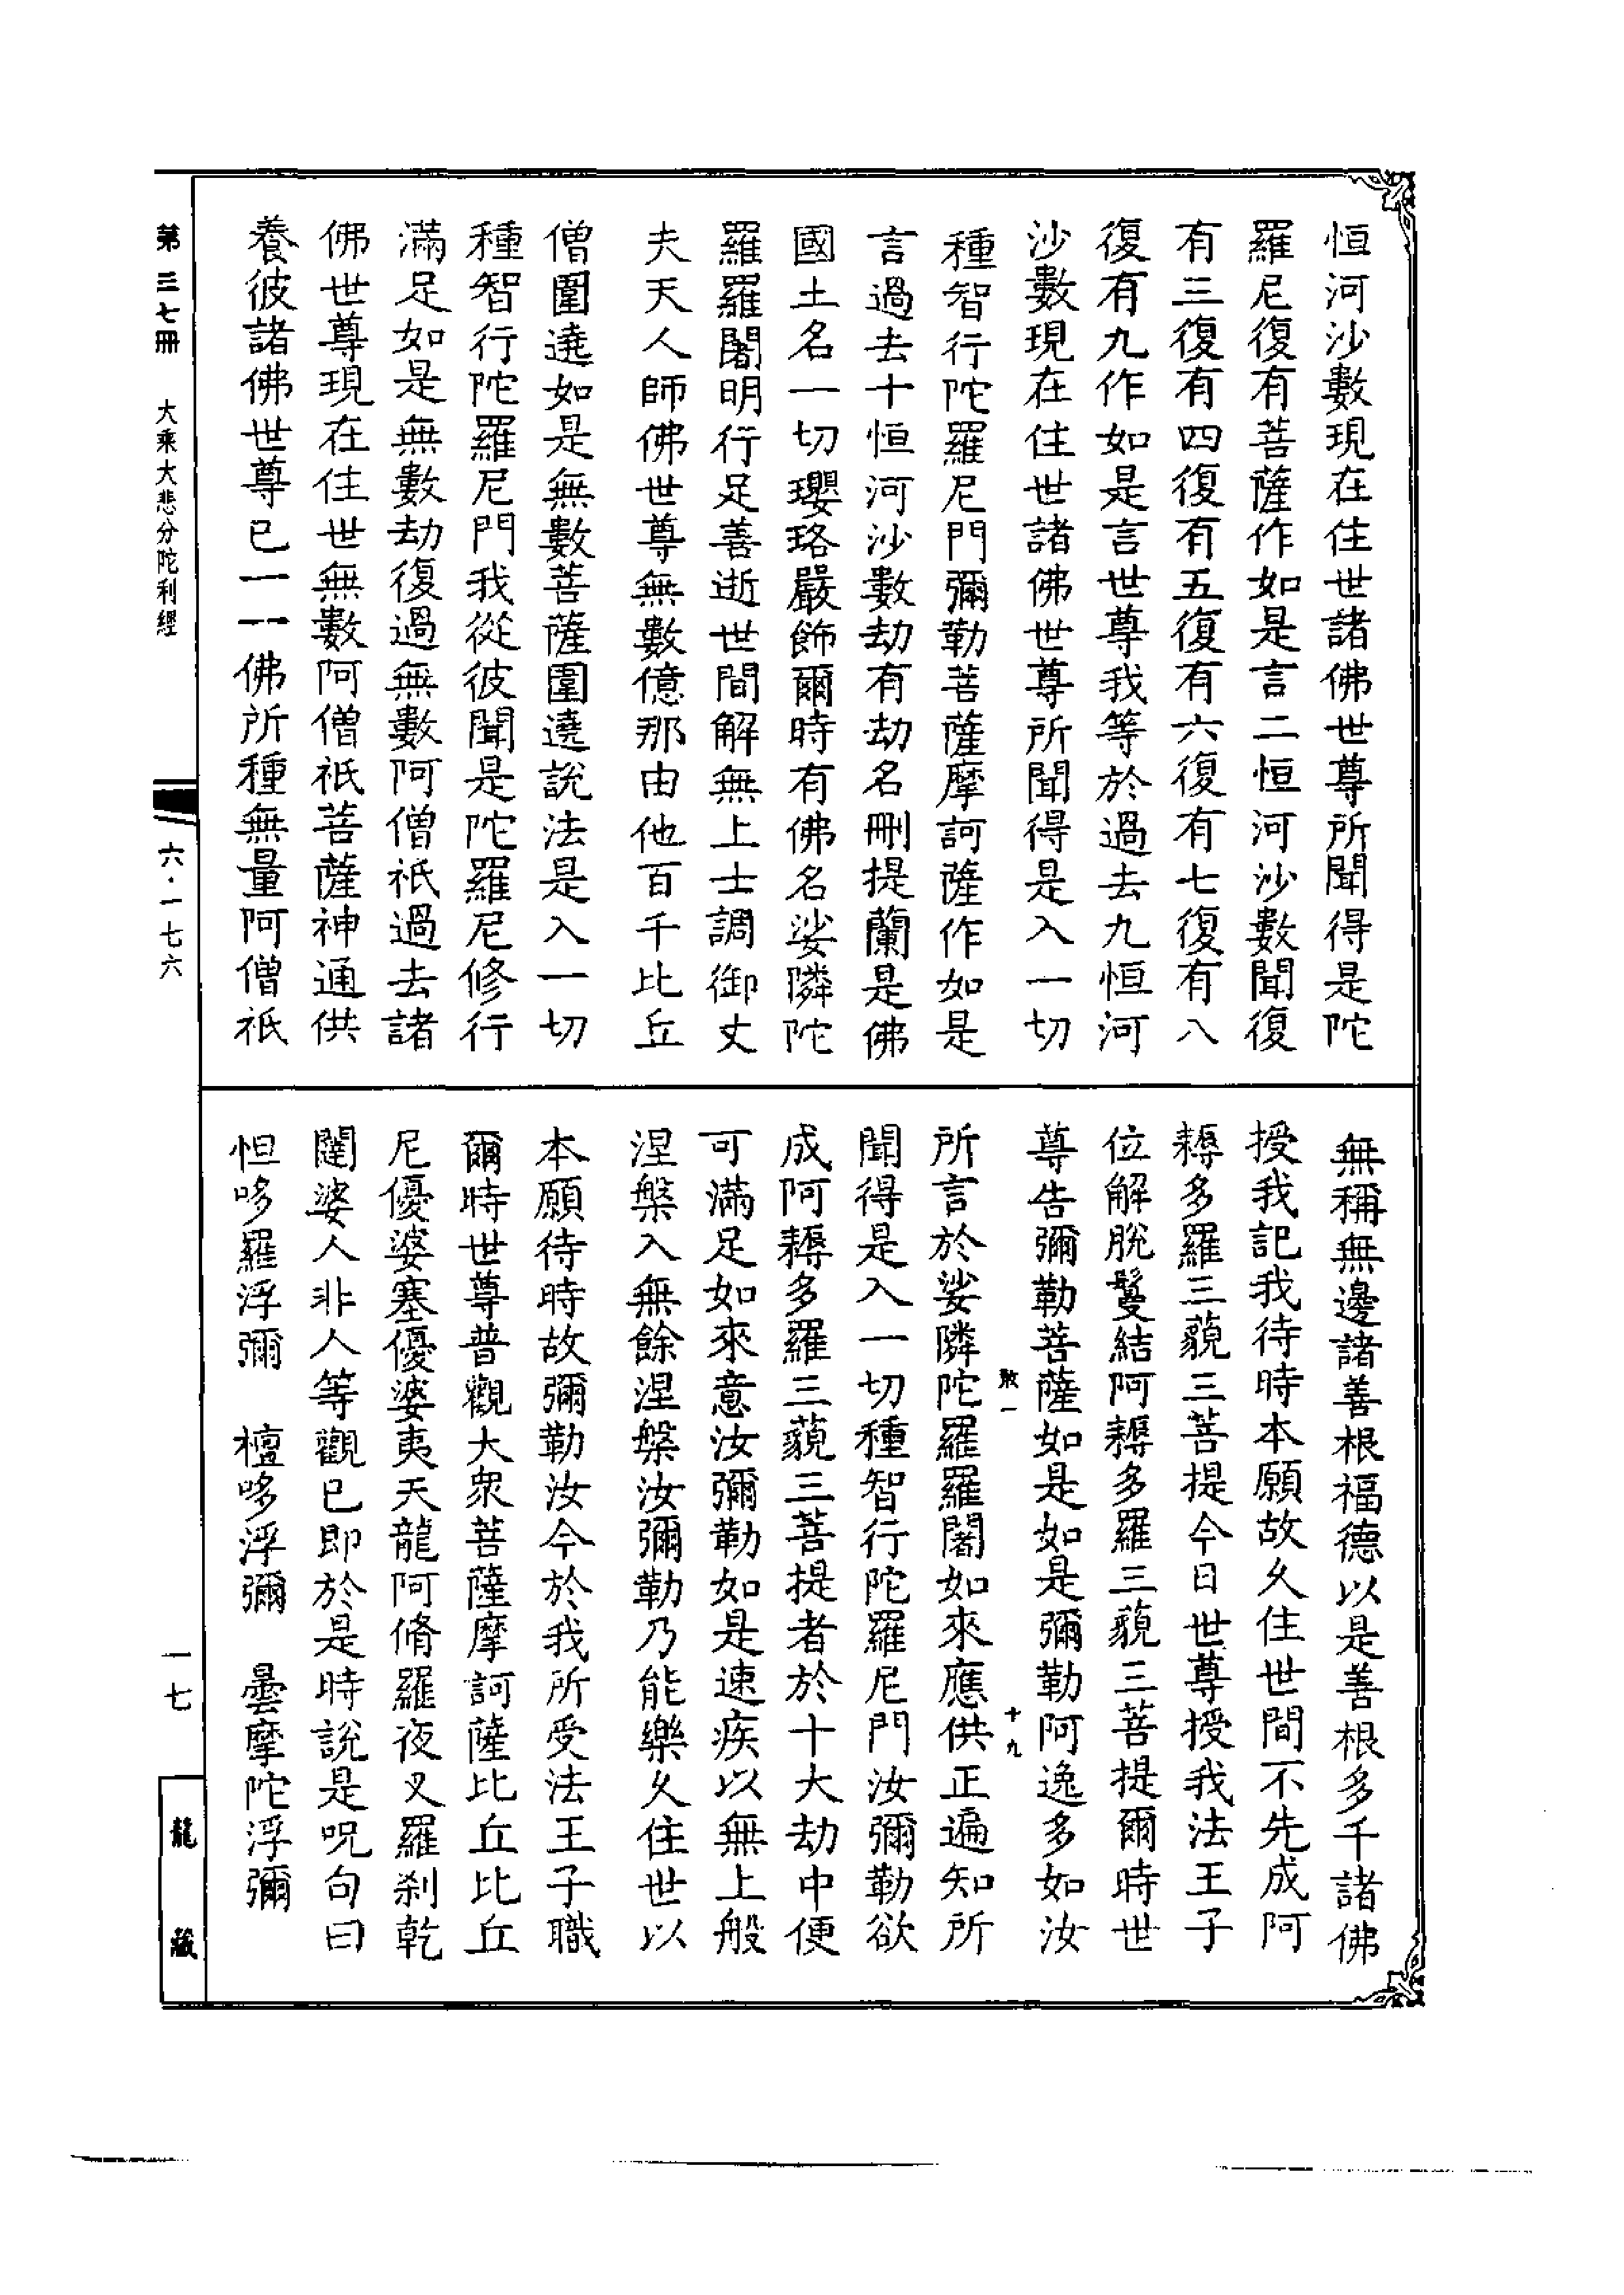 恒河沙數現在住世諸佛世尊所聞得是陀
羅尼復有菩薩作如是言二恒河沙數聞復
有三復有四復有五復有六復有七復有八
復有九作如是言世尊我等於過去九恒河
沙數現在住世諸佛世尊所聞得是入一切
種智行陀羅尼門彌勒菩薩摩訶薩作如是
言過去十恒河沙數劫有劫名刪提蘭是佛
國土名一切瓔珞嚴飾爾時有佛名娑隣陀
羅羅闍明行足善逝世間解無上士調御丈
夫天人師佛世尊無數億那由他百千比丘
僧圍遶如是無數菩薩圍遶說法是入一切
種智行陀羅尼門我從彼聞是陀羅尼修行
滿足如是無數劫復過無數阿僧祇過去諸
佛世尊現在住世無數阿僧祇菩薩神通供
養彼諸佛世尊已一一佛所種無量阿僧祇
無稱無邊諸善根福德以是善根多千諸佛
授我記我待時本願故久住世間不先成阿
耨多羅三藐三菩提今日世尊授我法王子
位解脫鬘結阿耨多羅三藐三菩提爾時世
尊告彌勒菩薩如是如是彌勒阿逸多如汝
所言於娑隣陀羅羅闍如來應供正遍知所
聞得是入一切種智行陀羅尼門汝彌勒欲
成阿耨多羅三藐三菩提者於十大劫中便
可滿足如來意汝彌勒如是速疾以無上般
涅槃入無餘涅槃汝彌勒乃能樂久住世以
本願待時故彌勒汝今於我所受法王子職
爾時世尊普觀大衆菩薩摩訶薩比丘比丘
尼優婆塞優婆夷天龍阿脩羅夜叉羅刹乾
闥婆人非人等觀已即於是時說是呪句曰
怛哆羅浮彌 檀哆浮彌 曇摩陀浮彌
十九
第三七冊 大乘大悲分陀利經
六・一七六
一七
龍藏